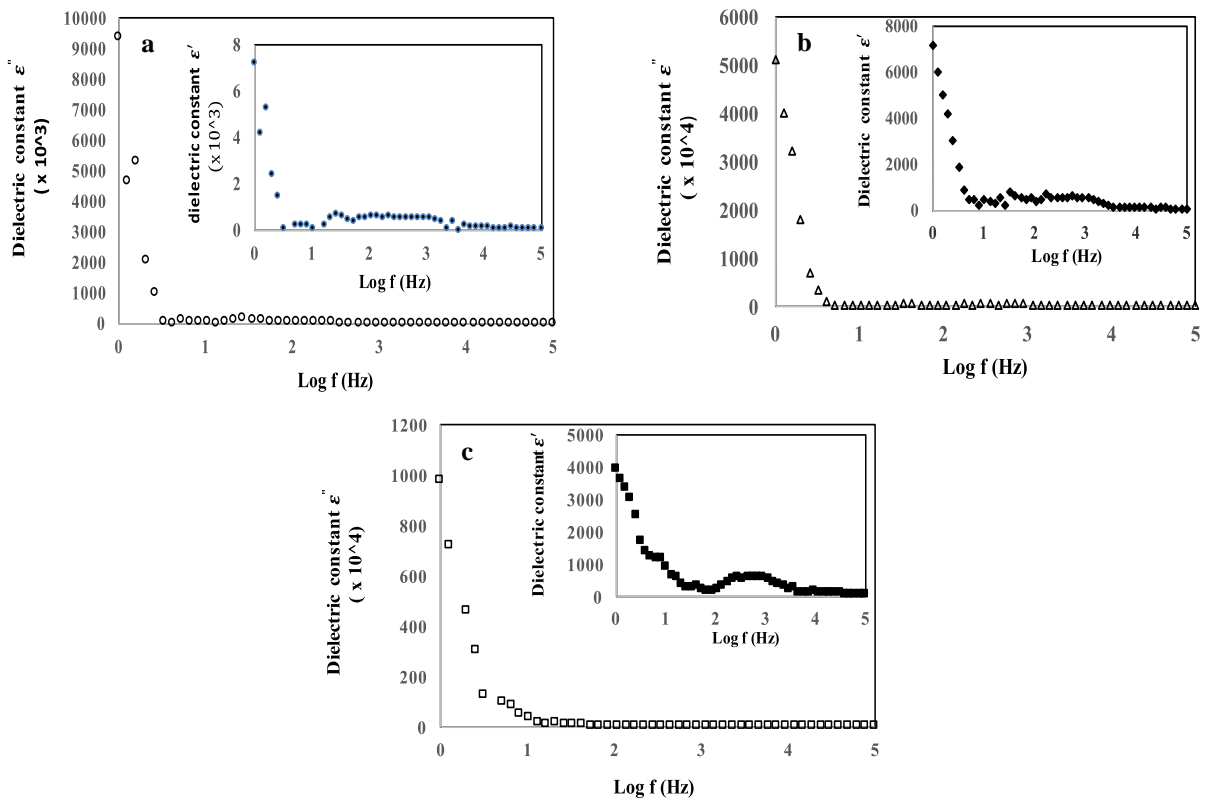 a
Dielectric constant ε"
( x 10^3)
10000
9000
8000
7000
6000
5000
4000
3000
2000
1000
0
0 1 2 3 4 5
Log f (Hz)
dielectric constant ε′
(x 10^3)
8
6
4
2
0
0 1 2 3 4 5
Log f (Hz)
b
Dielectric constant ε"
( x 10^4)
6000
5000
4000
3000
2000
1000
0
0 1 2 3 4 5
Log f (Hz)
Dielectric constant ε′
8000
6000
4000
2000
0
0 1 2 3 4 5
Log f (Hz)
c
Dielectric constant ε"
( x 10^4)
1200
1000
800
600
400
200
0
0 1 2 3 4 5
Log f (Hz)
Dielectric constant ε′
5000
4000
3000
2000
1000
0
0 1 2 3 4 5
Log f (Hz)